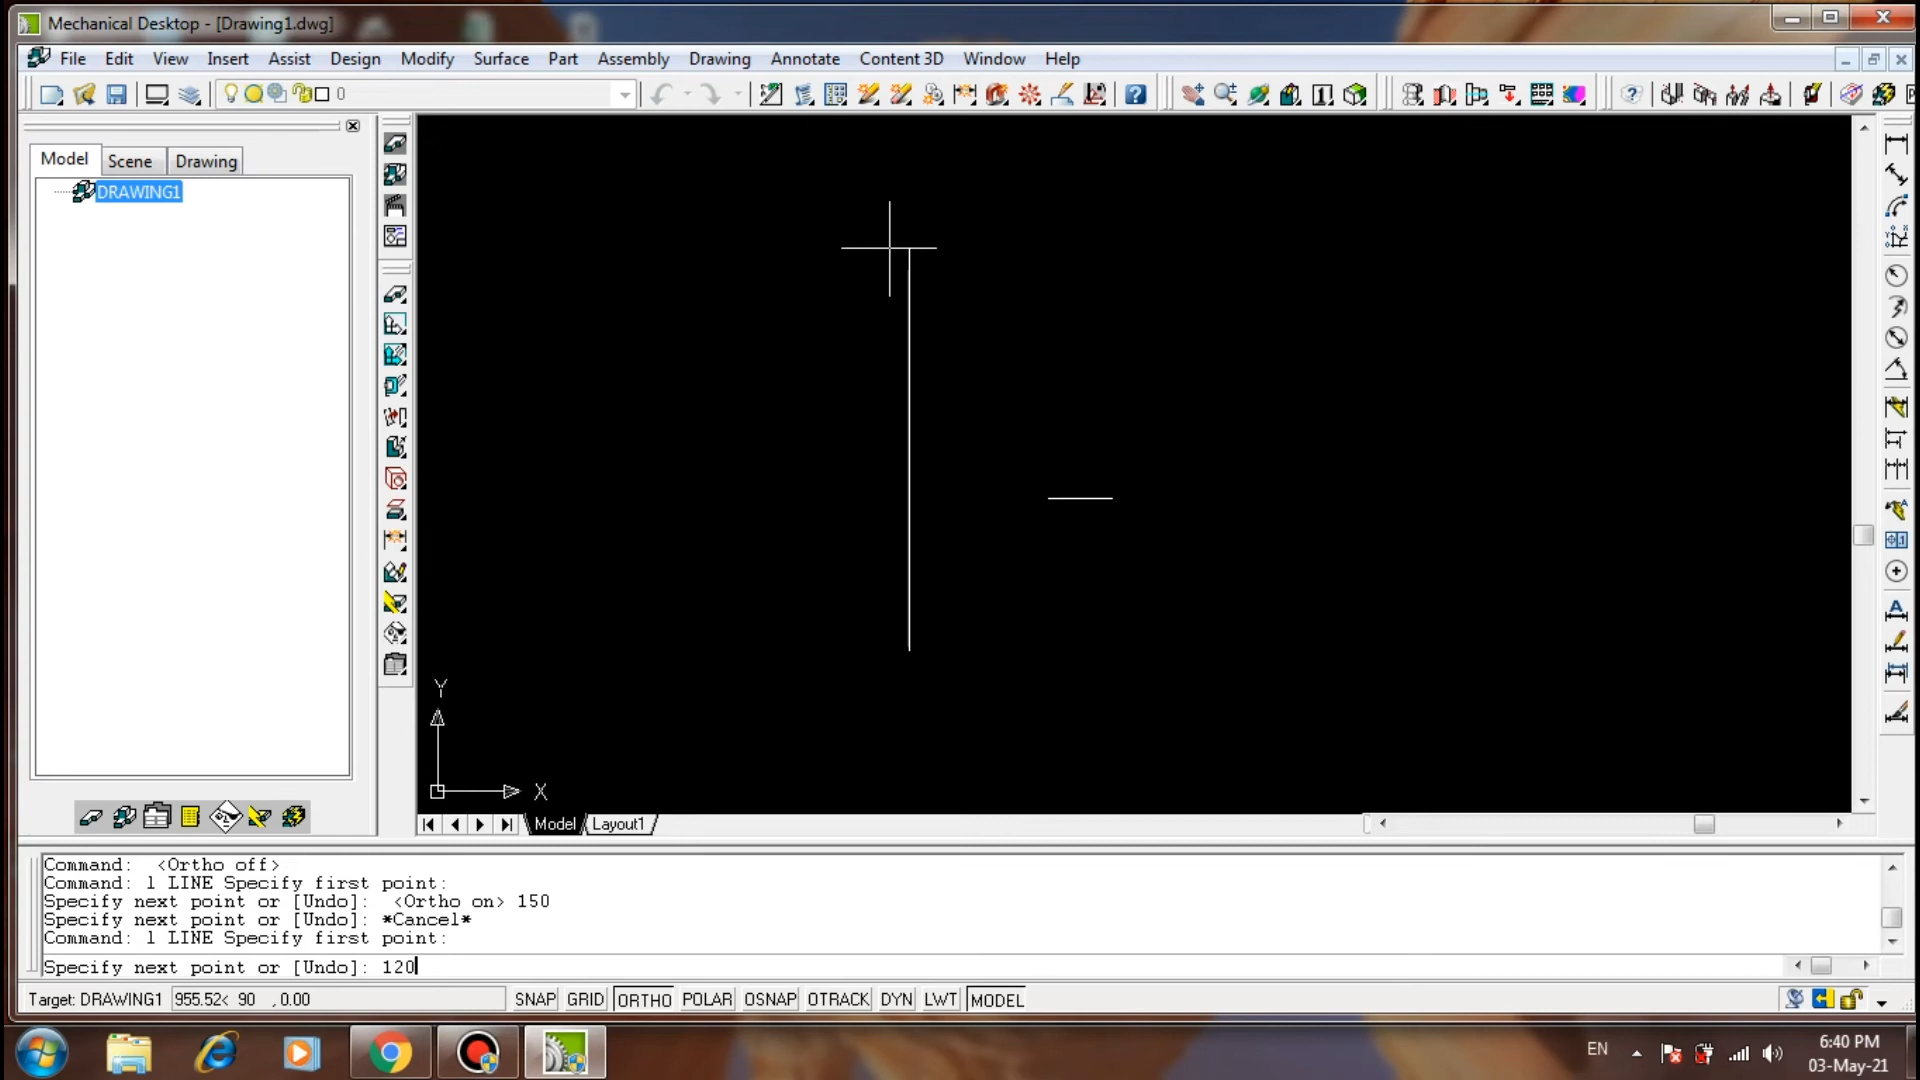 Mechanical Desktop - [Drawing1.dwg]
File Edit View Insert Assist Design Modify Surface Part Assembly Drawing Annotate Content 3D Window Help
0
Model Scene Drawing
DRAWING1
Y
X
Model Layout1
Command:  <Ortho off>
Command: l LINE Specify first point:
Specify next point or [Undo]:  <Ortho on> 150
Specify next point or [Undo]: *Cancel*
Command: l LINE Specify first point:
Specify next point or [Undo]: 120
Target: DRAWING1 955.52< 90 , 0.00 SNAP GRID ORTHO POLAR OSNAP OTRACK DYN LWT MODEL
EN
6:40 PM
03-May-21